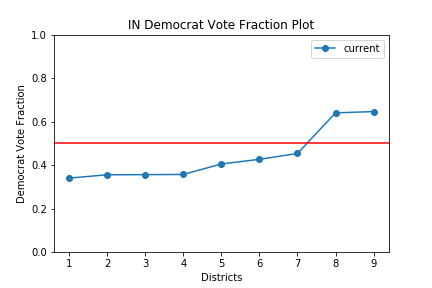 IN Democrat Vote Fraction Plot
current
Democrat Vote Fraction
1.0
0.8
0.6
0.4
0.2
0.0
1 2 3 4 5 6 7 8 9
Districts